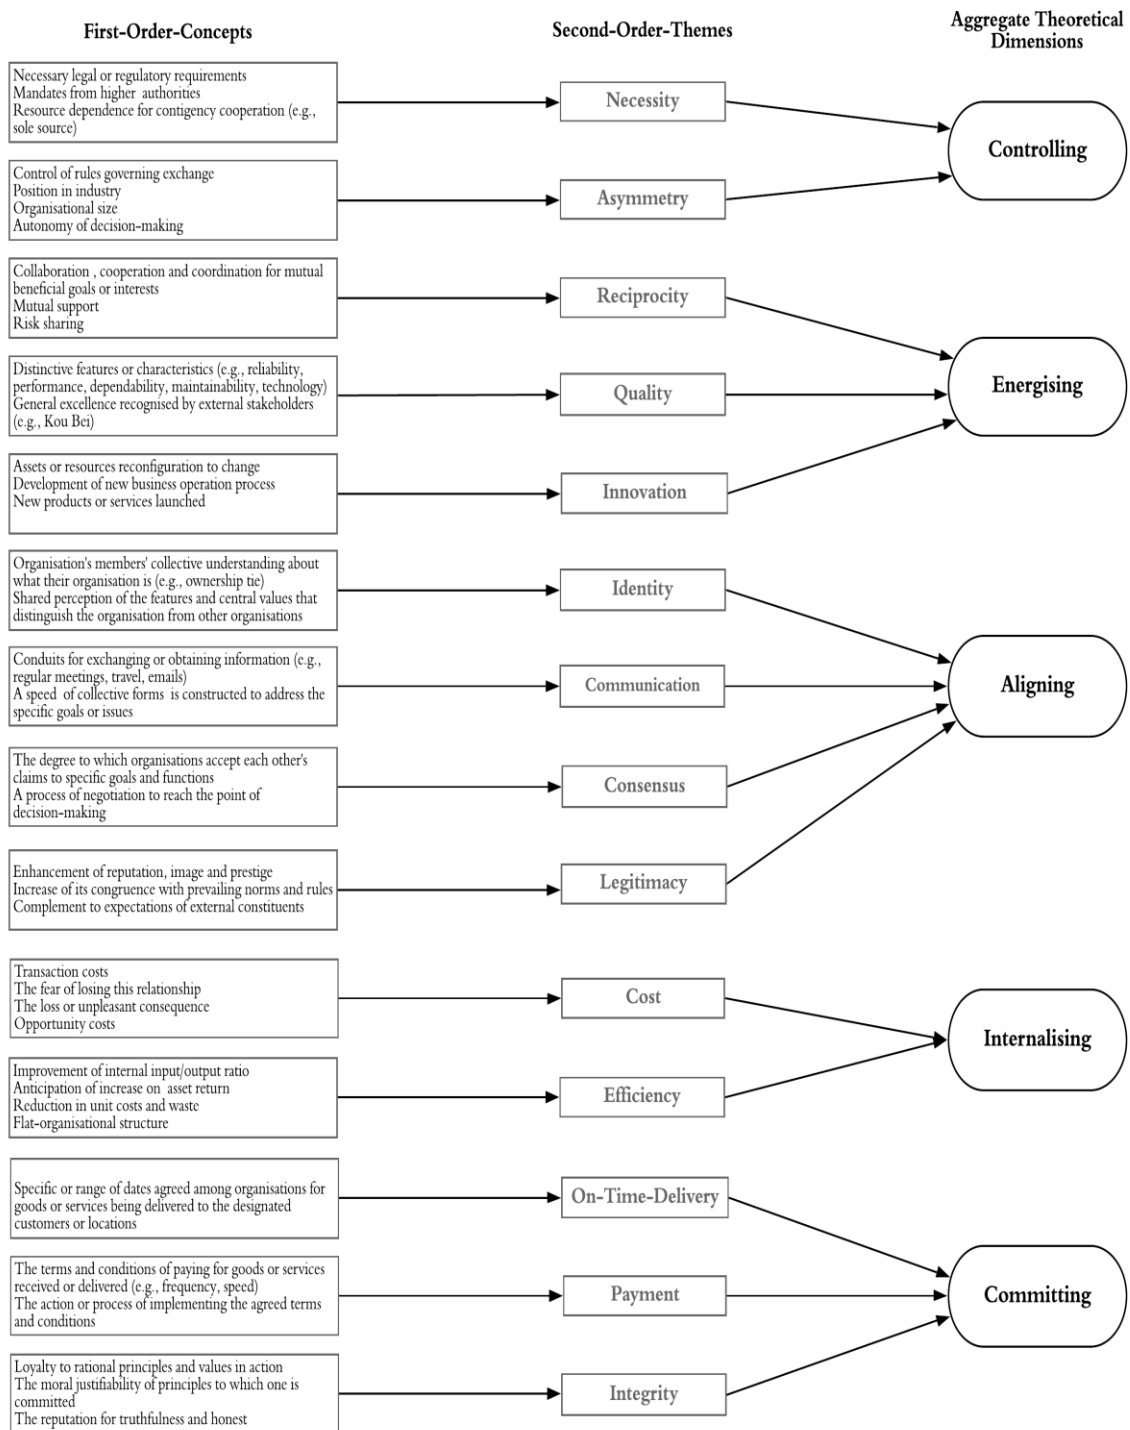 First-Order-Concepts
Second-Order-Themes
Aggregate Theoretical
Dimensions
Necessary legal or regulatory requirements
Mandates from higher authorities
Resource dependence for contigency cooperation (e.g.,
sole source)
Necessity
Controlling
Control of rules governing exchange
Position in industry
Organisational size
Autonomy of decision-making
Asymmetry
Collaboration , cooperation and coordination for mutual
beneficial goals or interests
Mutual support
Risk sharing
Reciprocity
Distinctive features or characteristics (e.g., reliability,
performance, dependability, maintainability, technology)
General excellence recognised by external stakeholders
(e.g., Kou Bei)
Quality
Energising
Assets or resources reconfiguration to change
Development of new business operation process
New products or services launched
Innovation
Organisation's members' collective understanding about
what their organisation is (e.g., ownership tie)
Shared perception of the features and central values that
distinguish the organisation from other organisations
Identity
Conduits for exchanging or obtaining information (e.g.,
regular meetings, travel, emails)
A speed of collective forms is constructed to address the
specific goals or issues
Communication
Aligning
The degree to which organisations accept each other's
claims to specific goals and functions
A process of negotiation to reach the point of
decision-making
Consensus
Enhancement of reputation, image and prestige
Increase of its congruence with prevailing norms and rules
Complement to expectations of external constituents
Legitimacy
Transaction costs
The fear of losing this relationship
The loss or unpleasant consequence
Opportunity costs
Cost
Internalising
Improvement of internal input/output ratio
Anticipation of increase on asset return
Reduction in unit costs and waste
Flat-organisational structure
Efficiency
Specific or range of dates agreed among organisations for
goods or services being delivered to the designated
customers or locations
On-Time-Delivery
The terms and conditions of paying for goods or services
received or delivered (e.g., frequency, speed)
The action or process of implementing the agreed terms
and conditions
Payment
Committing
Loyalty to rational principles and values in action
The moral justifiability of principles to which one is
committed
The reputation for truthfulness and honest
Integrity